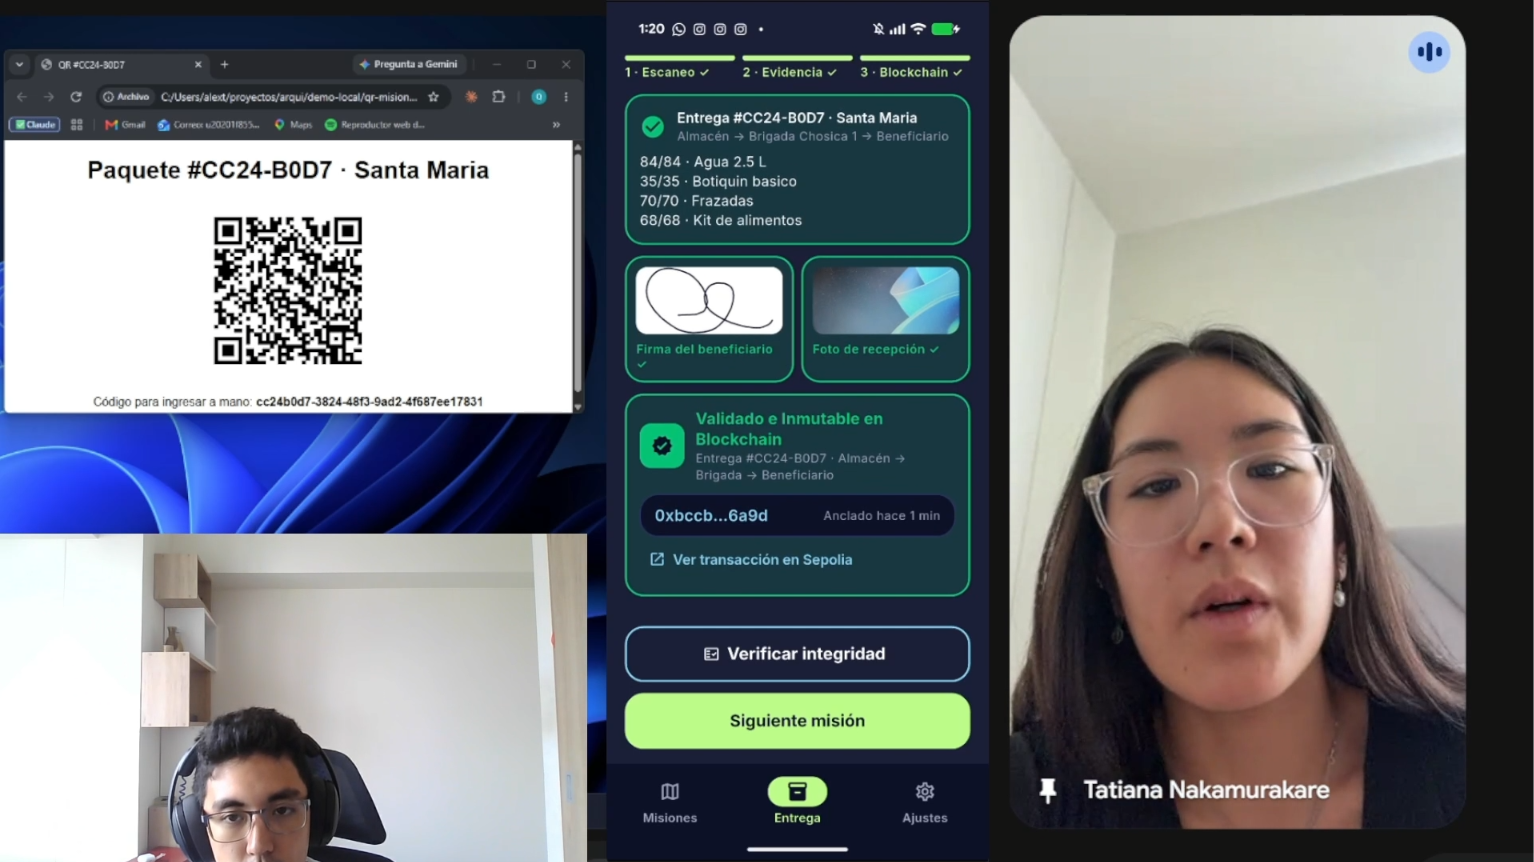 QR #CC24-B0D7
Pregunta a Gemini
Archivo
C:/Users/alext/proyectos/arqui/demo-local/qr-mision...
Claude
Gmail
Correo: u20201f855...
Maps
Reproductor web d...
Paquete #CC24-B0D7 · Santa Maria
Código para ingresar a mano: cc24b0d7-3824-48f3-9ad2-4f687ee17831
1:20
1 · Escaneo ✓
2 · Evidencia ✓
3 · Blockchain ✓
Entrega #CC24-B0D7 · Santa Maria
Almacén → Brigada Chosica 1 → Beneficiario
84/84 · Agua 2.5 L
35/35 · Botiquin basico
70/70 · Frazadas
68/68 · Kit de alimentos
Firma del beneficiario
✓
Foto de recepción ✓
Validado e Inmutable en
Blockchain
Entrega #CC24-B0D7 · Almacén →
Brigada → Beneficiario
0xbccb...6a9d
Anclado hace 1 min
Ver transacción en Sepolia
Verificar integridad
Siguiente misión
Misiones
Entrega
Ajustes
Tatiana Nakamurakare